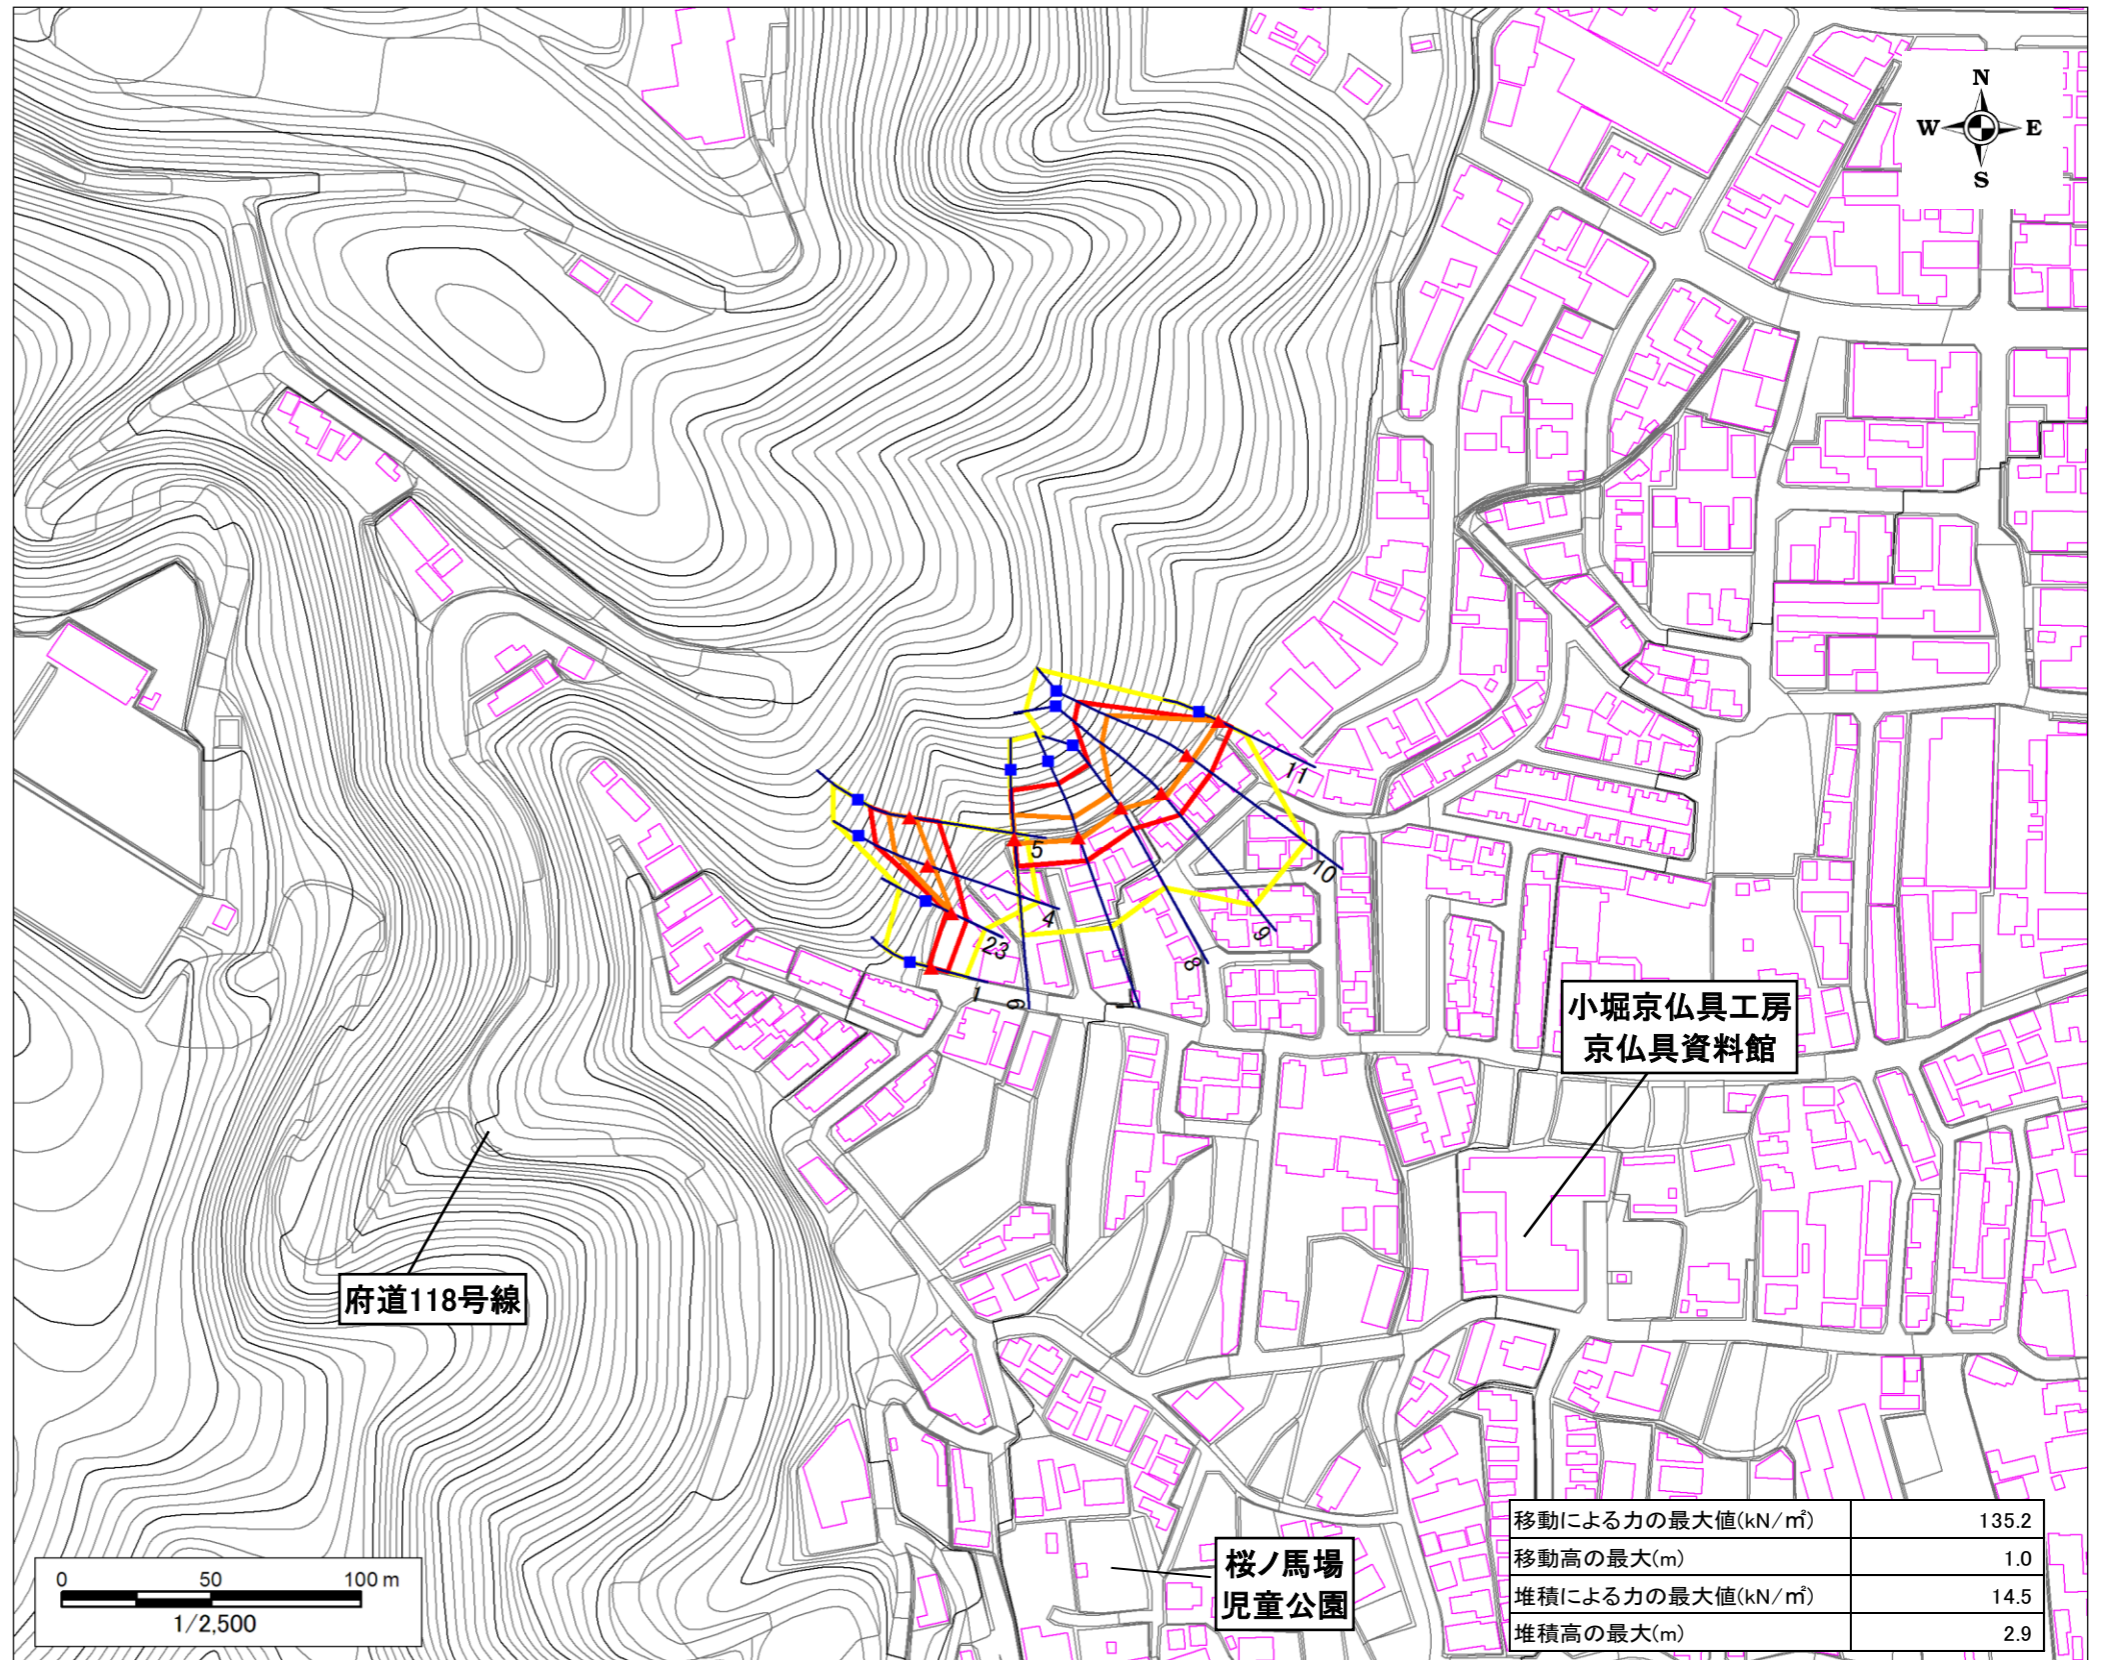 N
W E
S
11
5
10
4
9
23
8
1
6
7
小堀京仏具工房
京仏具資料館
府道118号線
桜ノ馬場
児童公園
移動による力の最大値(kN/㎡) 135.2
移動高の最大(m) 1.0
堆積による力の最大値(kN/㎡) 14.5
堆積高の最大(m) 2.9
0 50 100 m
1/2,500